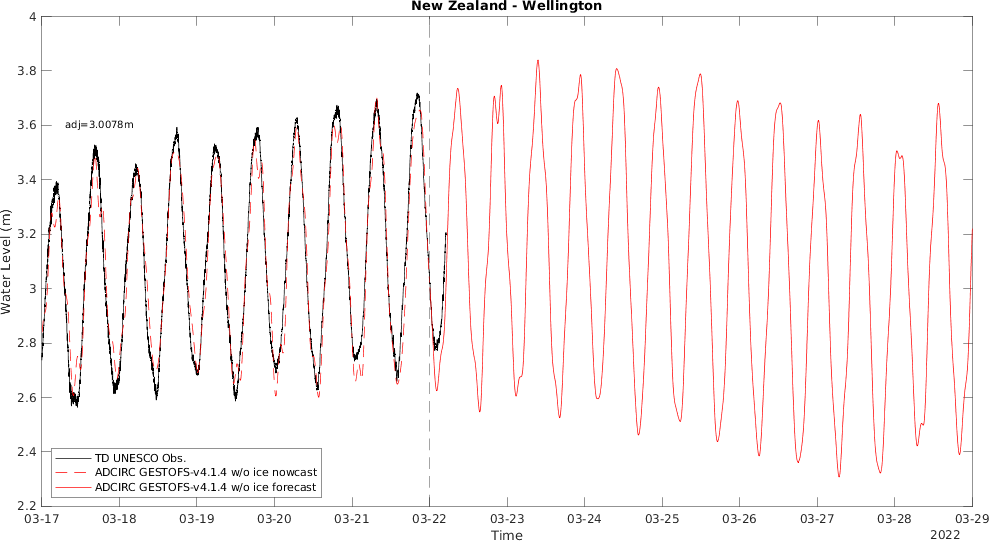 New Zealand - Wellington
Water Level (m)
4
3.8
3.6
3.4
3.2
3
2.8
2.6
2.4
2.2
adj=3.0078m
TD UNESCO Obs.
ADCIRC GESTOFS-v4.1.4 w/o ice nowcast
ADCIRC GESTOFS-v4.1.4 w/o ice forecast
03-17 03-18 03-19 03-20 03-21 03-22 03-23 03-24 03-25 03-26 03-27 03-28 03-29
Time
2022